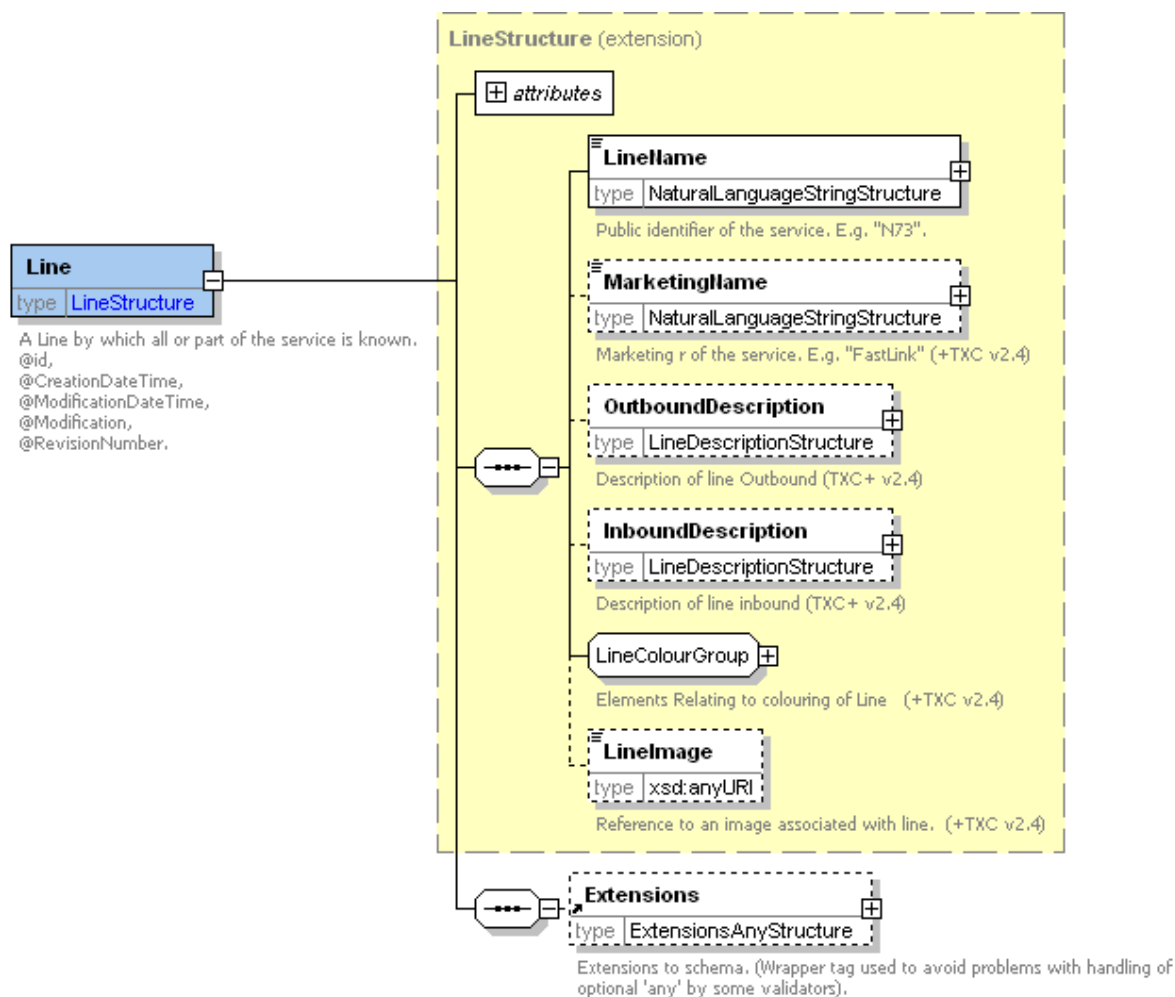 LineStructure (extension)
attributes
LineName
type NaturalLanguageStringStructure
Public identifier of the service. E.g. "N73".
Line
type LineStructure
A Line by which all or part of the service is known.
@id,
@CreationDateTime,
@ModificationDateTime,
@Modification,
@RevisionNumber.
MarketingName
type NaturalLanguageStringStructure
Marketing r of the service. E.g. "FastLink" (+TXC v2.4)
OutboundDescription
type LineDescriptionStructure
Description of line Outbound (TXC+ v2.4)
InboundDescription
type LineDescriptionStructure
Description of line inbound (TXC+ v2.4)
LineColourGroup
Elements Relating to colouring of Line (+TXC v2.4)
LineImage
type xsd:anyURI
Reference to an image associated with line. (+TXC v2.4)
Extensions
type ExtensionsAnyStructure
Extensions to schema. (Wrapper tag used to avoid problems with handling of
optional 'any' by some validators).